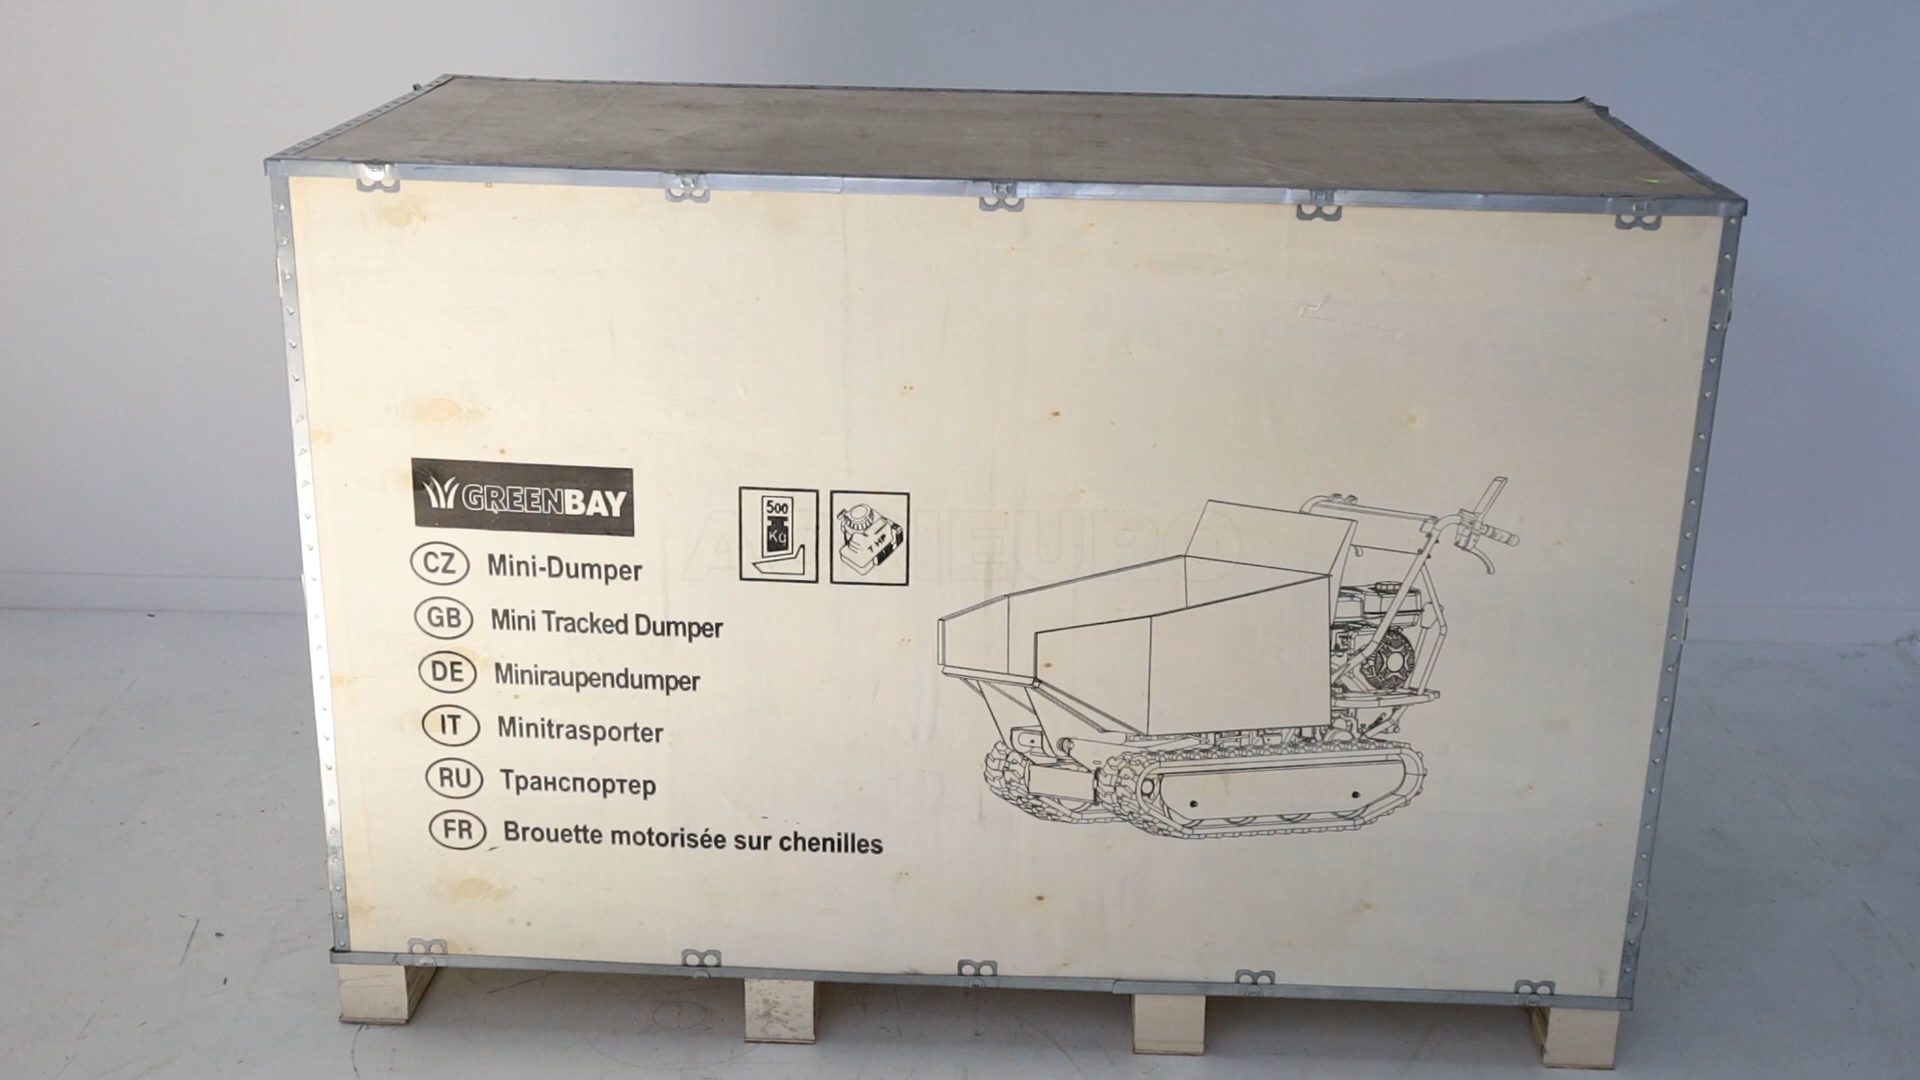 GREENBAY
500
Kg
7 HP
CZ Mini-Dumper
GB Mini Tracked Dumper
DE Miniraupendumper
IT Minitrasporter
RU Транспортер
FR Brouette motorisée sur chenilles